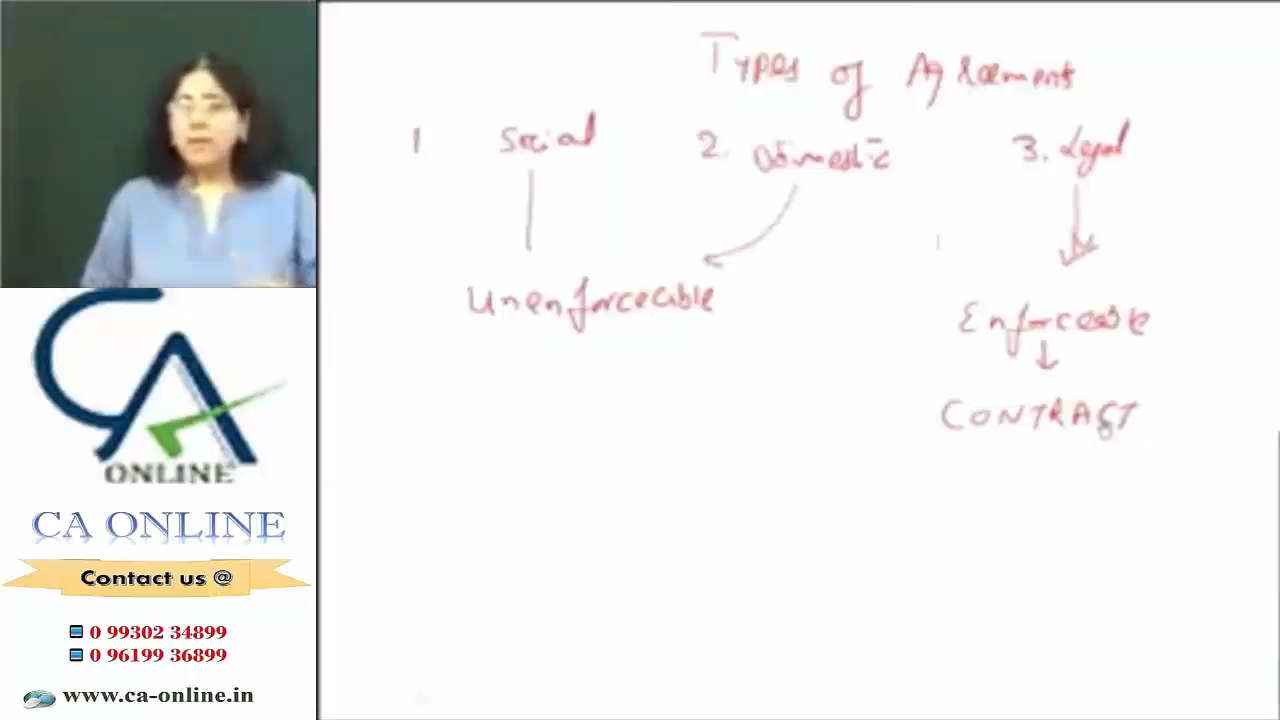 Types of Agreement
1 Social 2. Domestic 3. Legal
Unenforceable
Enforceable
CONTRACT
CA
ONLINE
CA ONLINE
Contact us @
0 99302 34899
0 96199 36899
www.ca-online.in